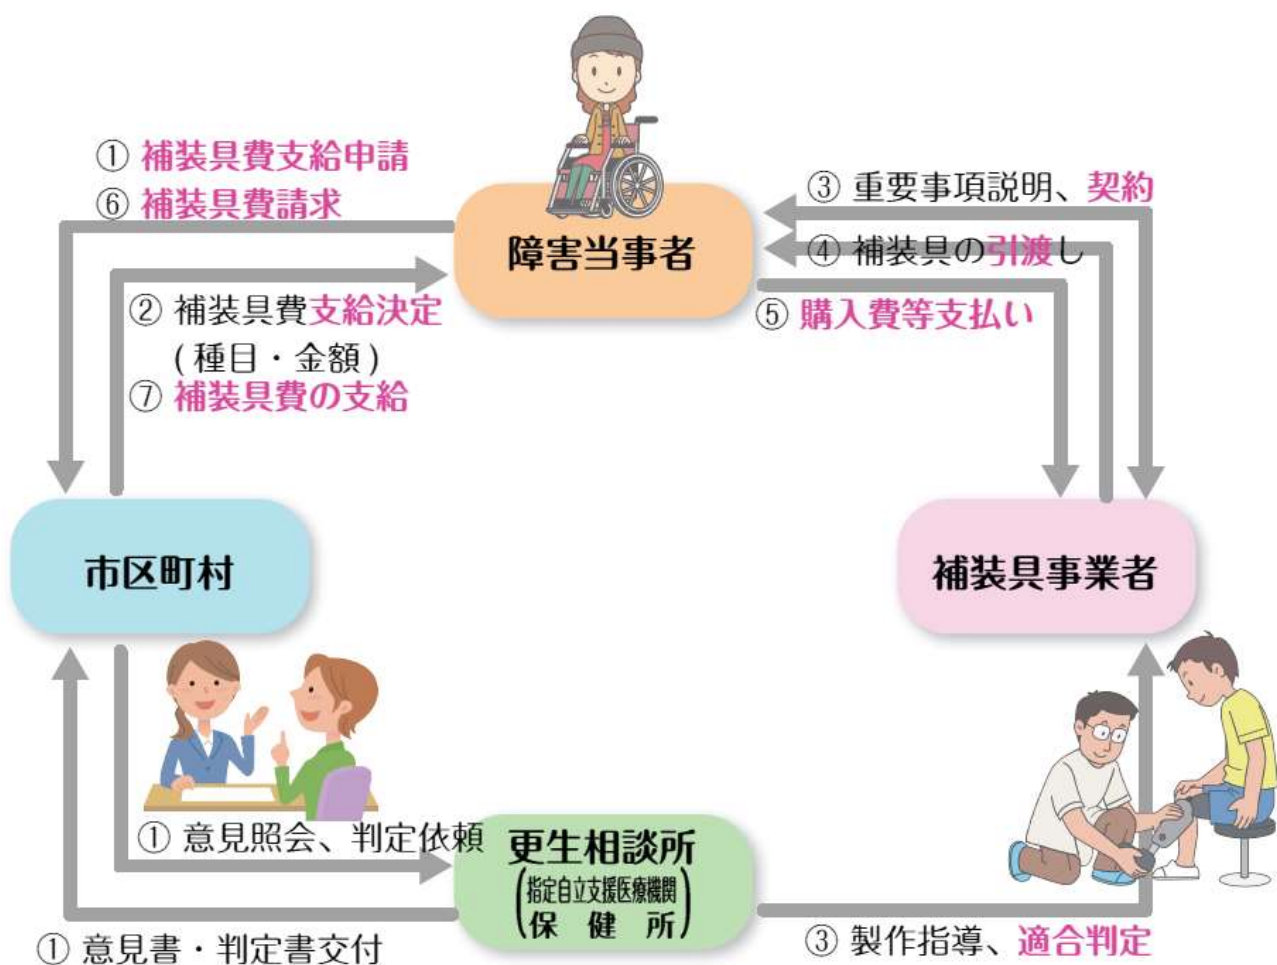 ① 補装具費支給申請
⑥ 補装具費請求
障害当事者
③ 重要事項説明、契約
④ 補装具の引渡し
⑤ 購入費等支払い
② 補装具費支給決定
(種目・金額)
⑦ 補装具費の支給
市区町村
補装具事業者
① 意見照会、判定依頼
更生相談所
(指定自立支援医療機関
保健所)
① 意見書・判定書交付
③ 製作指導、適合判定